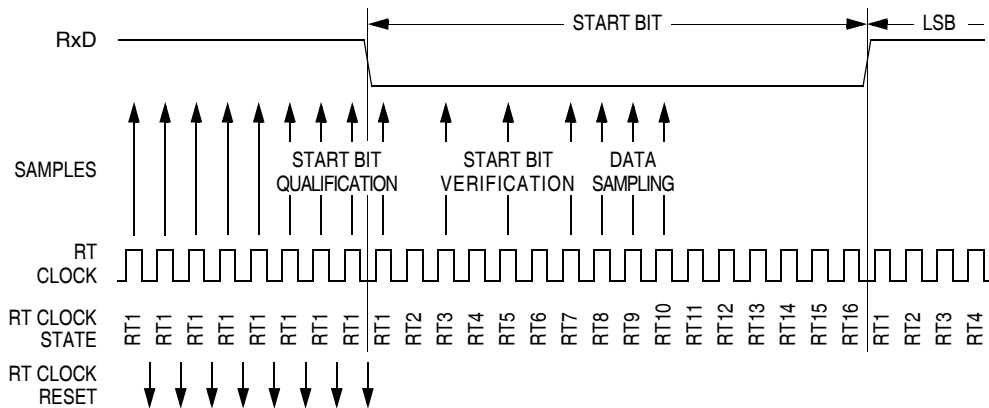 START BIT
LSB
RxD
SAMPLES
START BIT
QUALIFICATION
START BIT
VERIFICATION
DATA
SAMPLING
RT
CLOCK
RT CLOCK
STATE
RT1 RT1 RT1 RT1 RT1 RT1 RT1 RT1 RT1 RT2 RT3 RT4 RT5 RT6 RT7 RT8 RT9 RT10 RT11 RT12 RT13 RT14 RT15 RT16 RT1 RT2 RT3 RT4
RT CLOCK
RESET